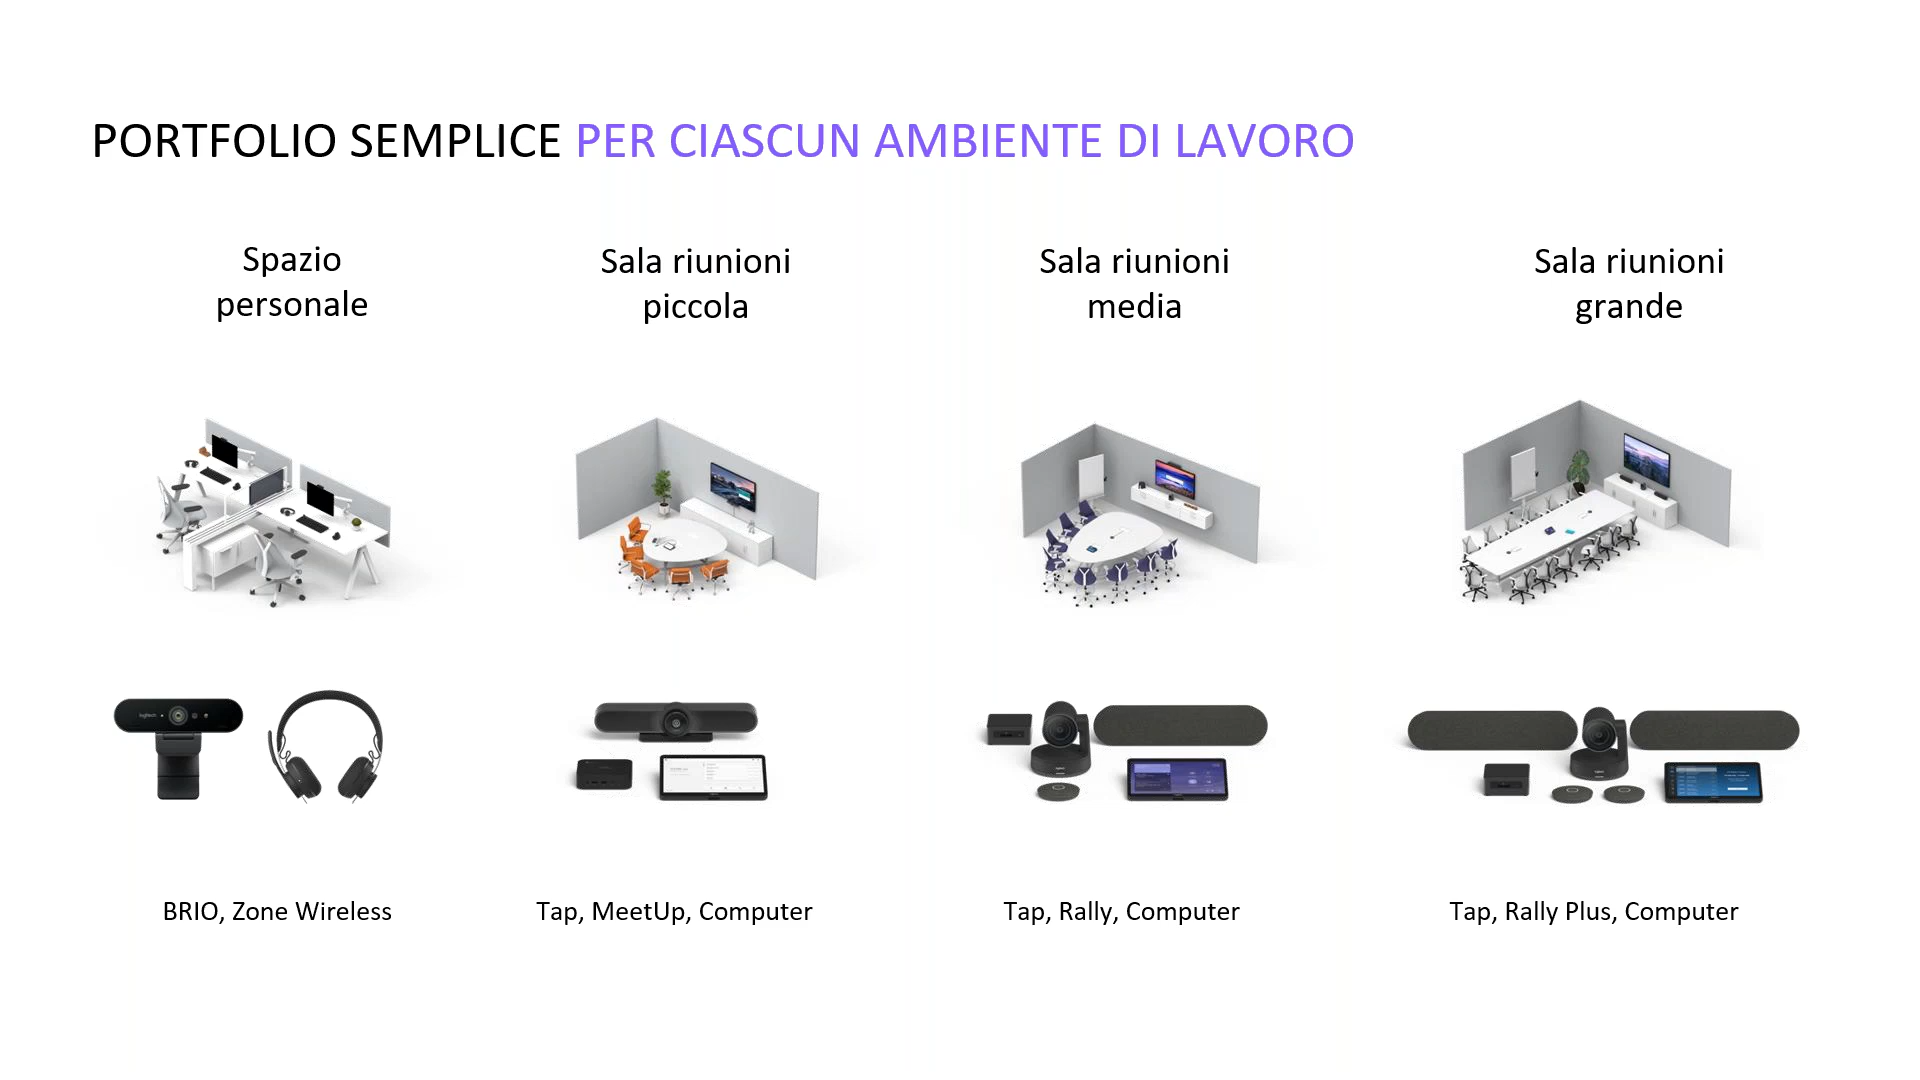 PORTFOLIO SEMPLICE PER CIASCUN AMBIENTE DI LAVORO
Spazio
personale
Sala riunioni
piccola
Sala riunioni
media
Sala riunioni
grande
logitech
BRIO, Zone Wireless
Tap, MeetUp, Computer
Tap, Rally, Computer
Tap, Rally Plus, Computer